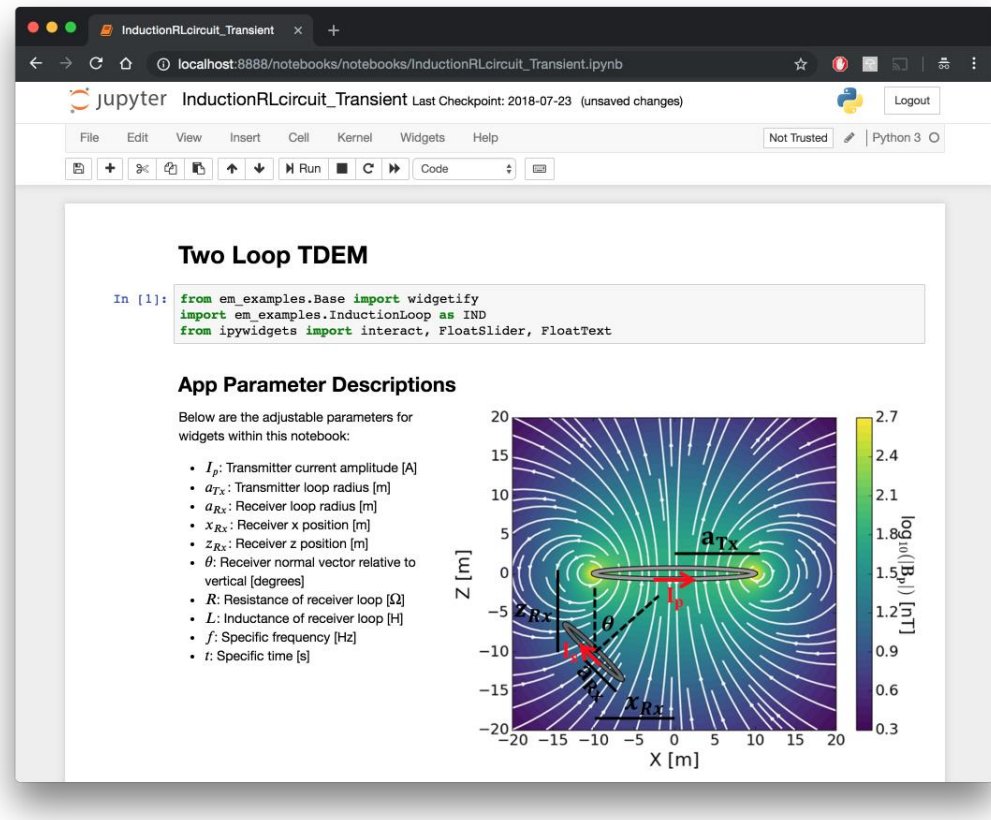 InductionRLcircuit_Transient
localhost:8888/notebooks/notebooks/InductionRLcircuit_Transient.ipynb
jupyter InductionRLcircuit_Transient Last Checkpoint: 2018-07-23 (unsaved changes)
Logout
File Edit View Insert Cell Kernel Widgets Help
Not Trusted
Python 3
Run
Code
Two Loop TDEM
In [1]:
from em_examples.Base import widgetify
import em_examples.InductionLoop as IND
from ipywidgets import interact, FloatSlider, FloatText
App Parameter Descriptions
Below are the adjustable parameters for
widgets within this notebook:
• I_p: Transmitter current amplitude [A]
• a_Tx: Transmitter loop radius [m]
• a_Rx: Receiver loop radius [m]
• x_Rx: Receiver x position [m]
• z_Rx: Receiver z position [m]
• θ: Receiver normal vector relative to
vertical [degrees]
• R: Resistance of receiver loop [Ω]
• L: Inductance of receiver loop [H]
• f: Specific frequency [Hz]
• t: Specific time [s]
20
15
10
5
0
−5
−10
−15
−20
Z [m]
a_Tx
I_p
z_Rx
θ
a_Rx
x_Rx
−20 −15 −10 −5 0 5 10 15 20
X [m]
2.7
2.4
2.1
1.8
1.5
1.2
0.9
0.6
0.3
log10(|B_p|) [nT]